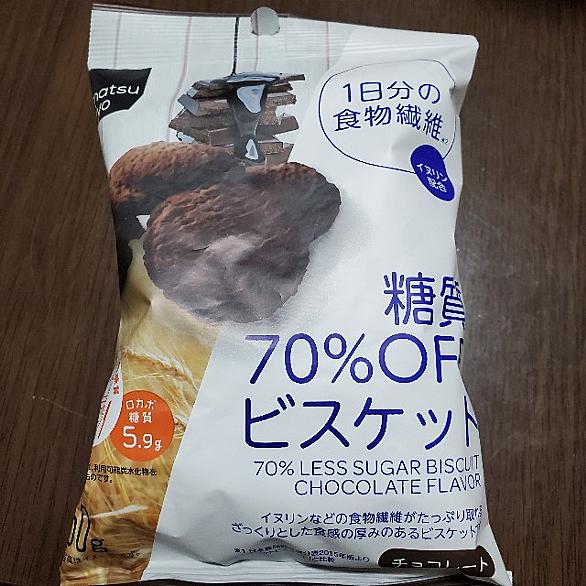 matsu
1日分の
食物繊維
イヌリン
配合
糖質
70%OFF
ビスケット
70% LESS SUGAR BISCUIT
CHOCOLATE FLAVOR
ロカボ
糖質
5.9g
イヌリンなどの食物繊維がたっぷり
ざっくりとした食感の厚みのあるビスケット
チョコレート